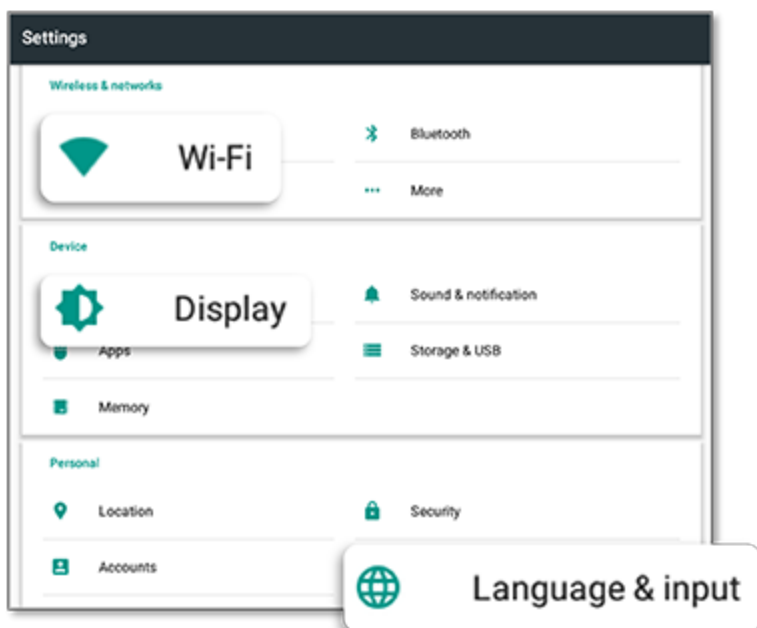 Settings
Wireless & networks
Wi-Fi
Bluetooth
More
Device
Display
Sound & notification
Apps
Storage & USB
Memory
Personal
Location
Security
Accounts
Language & input